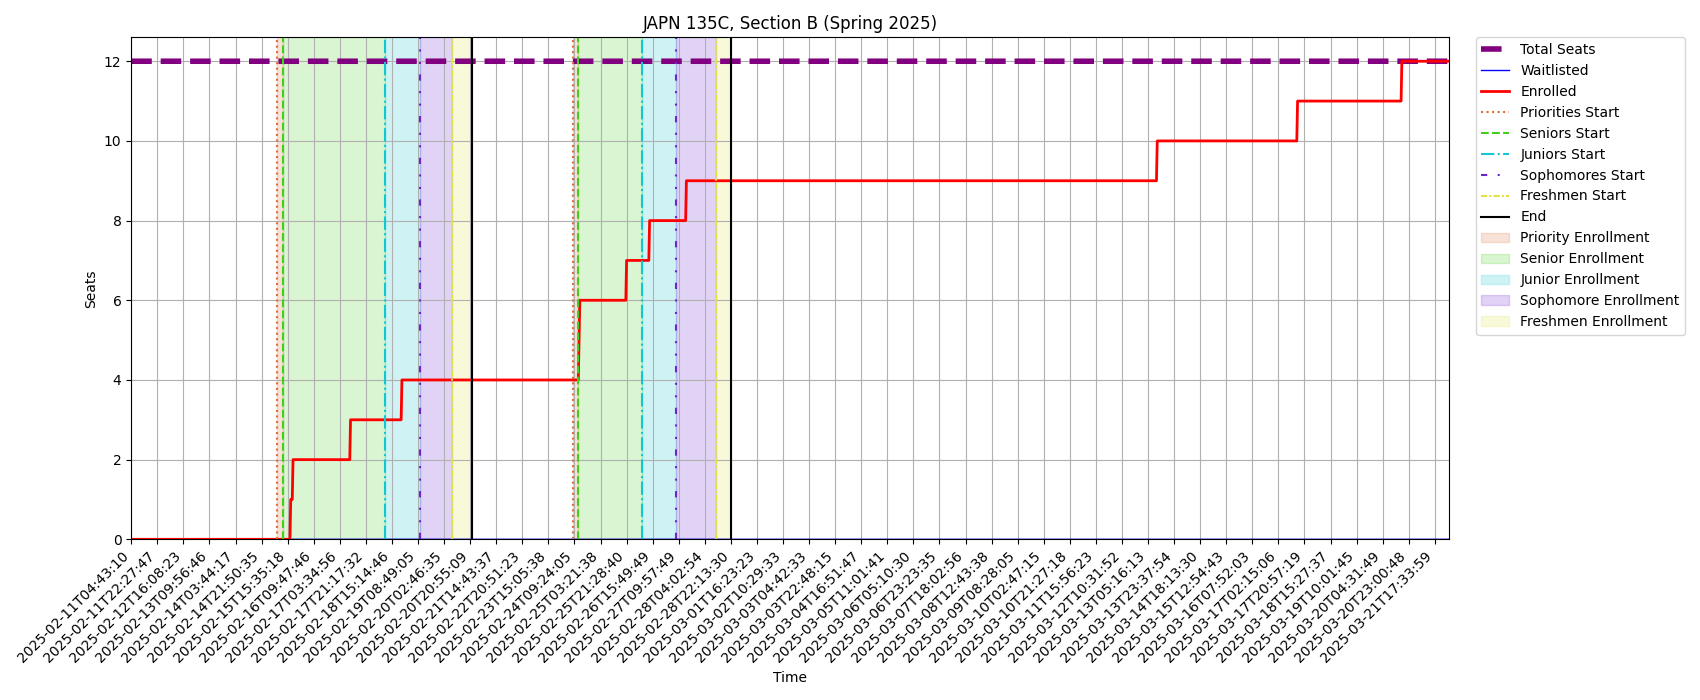 JAPN 135C, Section B (Spring 2025)
Seats
12
10
8
6
4
2
0
2025-02-11T04:43:10
2025-02-11T22:27:47
2025-02-12T16:08:23
2025-02-13T09:56:46
2025-02-14T03:44:17
2025-02-14T21:50:35
2025-02-15T15:35:18
2025-02-16T09:47:46
2025-02-17T03:34:56
2025-02-17T21:17:32
2025-02-18T15:14:46
2025-02-19T08:49:05
2025-02-20T02:46:35
2025-02-20T20:55:09
2025-02-21T14:43:37
2025-02-22T20:51:23
2025-02-23T15:05:38
2025-02-24T09:24:05
2025-02-25T03:21:38
2025-02-25T21:28:40
2025-02-26T15:49:49
2025-02-27T09:57:49
2025-02-28T04:02:54
2025-02-28T22:13:30
2025-03-01T16:23:23
2025-03-02T10:29:33
2025-03-03T04:42:33
2025-03-03T22:48:15
2025-03-04T16:51:47
2025-03-05T11:01:41
2025-03-06T05:10:30
2025-03-06T23:23:35
2025-03-07T18:02:56
2025-03-08T12:43:38
2025-03-09T08:28:05
2025-03-10T02:47:15
2025-03-10T21:27:18
2025-03-11T15:56:23
2025-03-12T10:31:52
2025-03-13T05:16:13
2025-03-13T23:37:54
2025-03-14T18:13:30
2025-03-15T12:54:43
2025-03-16T07:52:03
2025-03-17T02:15:06
2025-03-17T20:57:19
2025-03-18T15:27:37
2025-03-19T10:01:45
2025-03-20T04:31:49
2025-03-20T23:00:48
2025-03-21T17:33:59
Time
Total Seats
Waitlisted
Enrolled
Priorities Start
Seniors Start
Juniors Start
Sophomores Start
Freshmen Start
End
Priority Enrollment
Senior Enrollment
Junior Enrollment
Sophomore Enrollment
Freshmen Enrollment